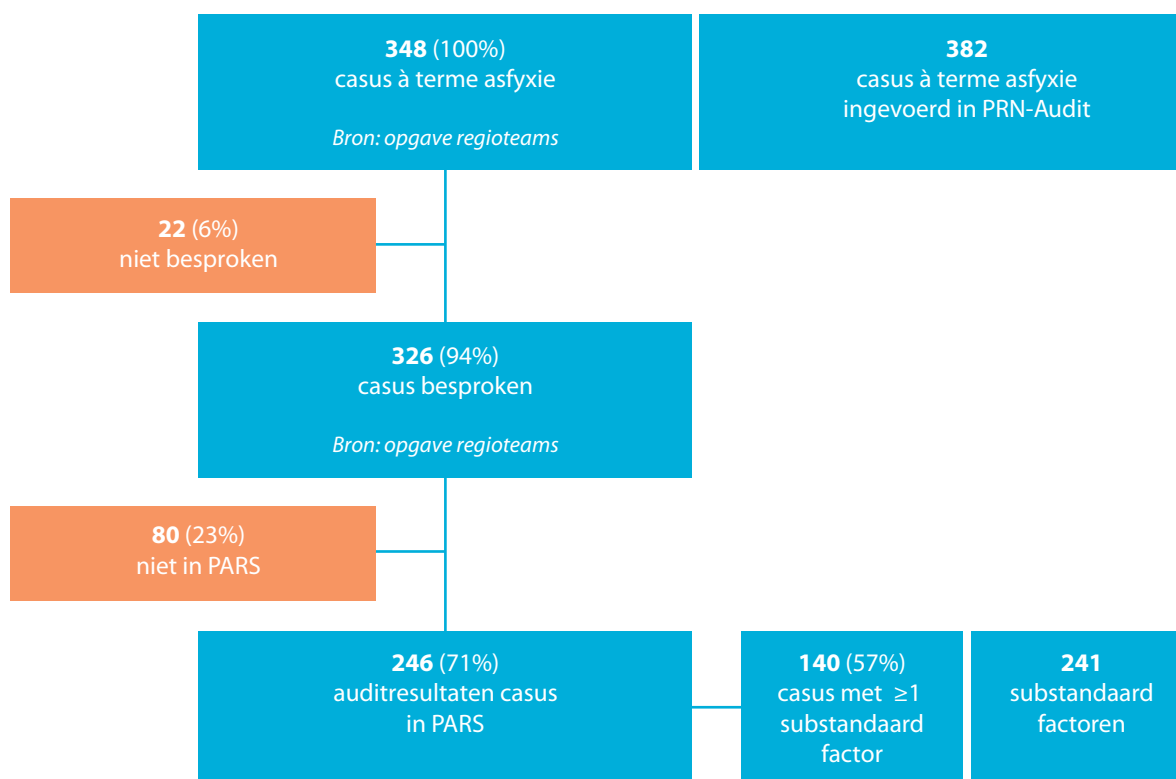 348 (100%)
casus à terme asfyxie
Bron: opgave regioteams
382
casus à terme asfyxie
ingevoerd in PRN-Audit
22 (6%)
niet besproken
326 (94%)
casus besproken
Bron: opgave regioteams
80 (23%)
niet in PARS
246 (71%)
auditresultaten casus
in PARS
140 (57%)
casus met ≥1
substandaard
factor
241
substandaard
factoren